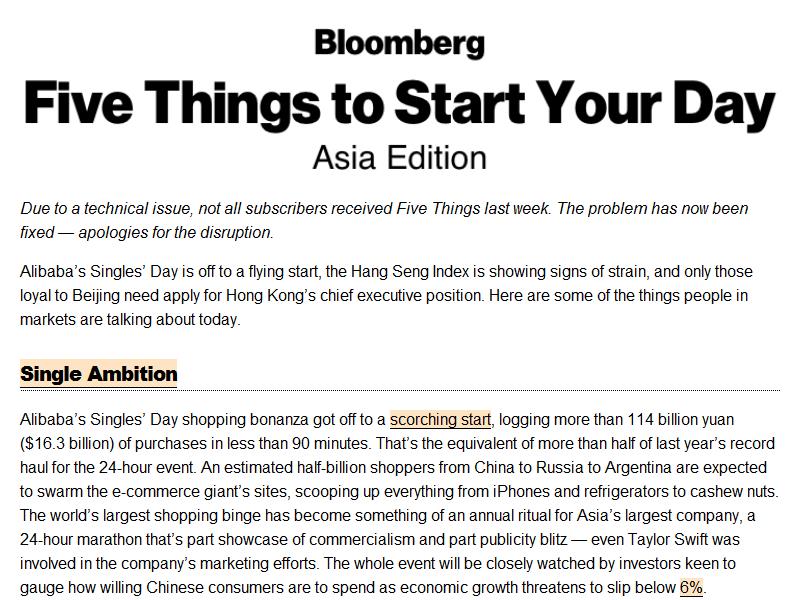 Bloomberg
Five Things to Start Your Day
Asia Edition
Due to a technical issue, not all subscribers received Five Things last week. The problem has now been
fixed — apologies for the disruption.
Alibaba’s Singles’ Day is off to a flying start, the Hang Seng Index is showing signs of strain, and only those
loyal to Beijing need apply for Hong Kong’s chief executive position. Here are some of the things people in
markets are talking about today.
Single Ambition
Alibaba’s Singles’ Day shopping bonanza got off to a scorching start, logging more than 114 billion yuan
($16.3 billion) of purchases in less than 90 minutes. That’s the equivalent of more than half of last year’s record
haul for the 24-hour event. An estimated half-billion shoppers from China to Russia to Argentina are expected
to swarm the e-commerce giant’s sites, scooping up everything from iPhones and refrigerators to cashew nuts.
The world’s largest shopping binge has become something of an annual ritual for Asia’s largest company, a
24-hour marathon that’s part showcase of commercialism and part publicity blitz — even Taylor Swift was
involved in the company’s marketing efforts. The whole event will be closely watched by investors keen to
gauge how willing Chinese consumers are to spend as economic growth threatens to slip below 6%.